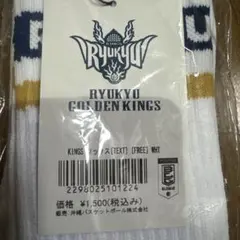 R
U
RYUKYU
RYUKYU
GOLDEN KINGS
KINGS ソックス(TEXT) (FREE) WHT
2298025101224
価格 ¥1,500(税込み)
販売 沖縄バスケットボール株式会社